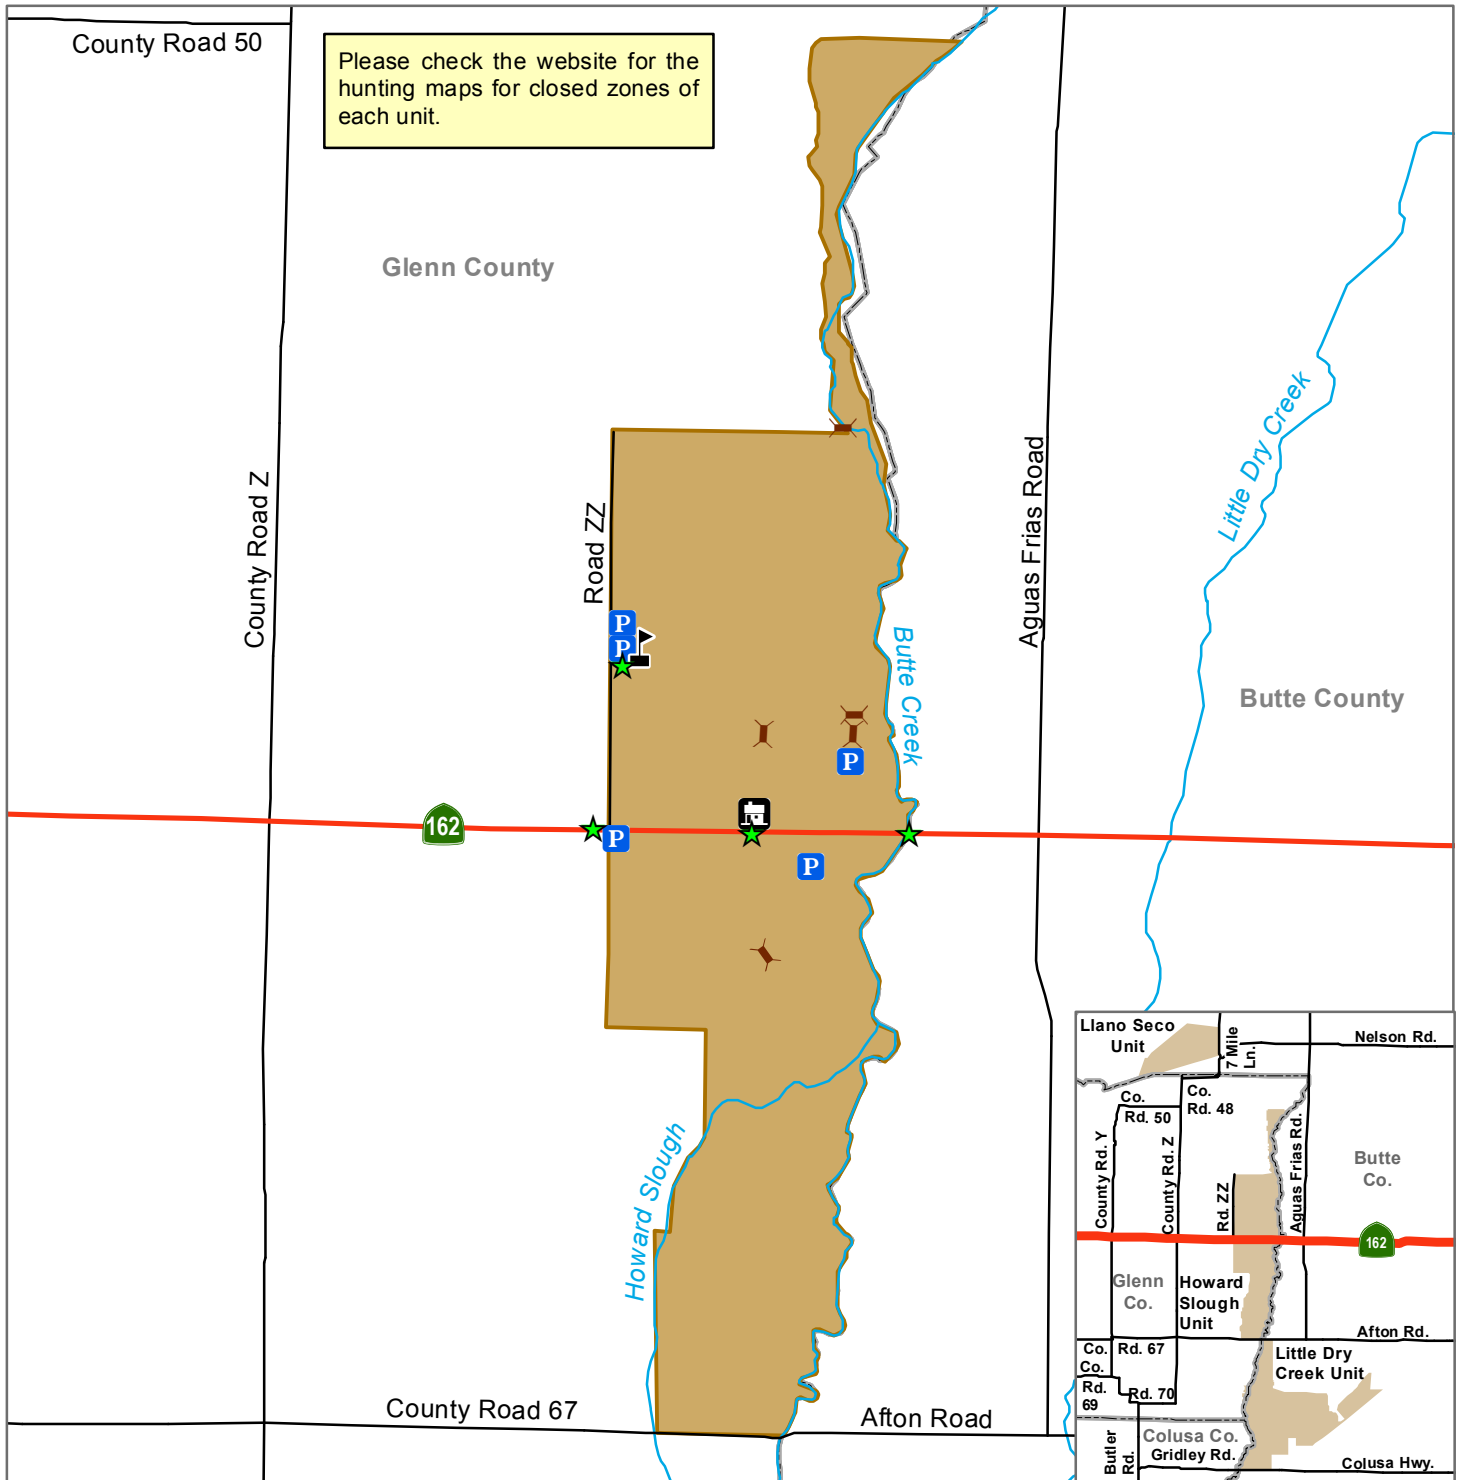 County Road 50
Please check the website for the
hunting maps for closed zones of
each unit.
Glenn County
Little Dry Creek
County Road Z
Road ZZ
Aguas Frias Road
P
P
Butte Creek
Butte County
P
162
P
P
Howard Slough
County Road 67
Afton Road
Llano Seco
Unit
7 Mile
Ln.
Nelson Rd.
Co.
Rd. 50
Co.
Rd. 48
County Rd. Y
County Rd. Z
Rd. ZZ
Aguas Frias Rd.
Butte
Co.
162
Glenn
Co.
Howard
Slough
Unit
Afton Rd.
Co.
Rd. 67
Co.
Rd.
69
Rd. 70
Little Dry
Creek Unit
Colusa Co.
Gridley Rd.
Butler
Rd.
Colusa Hwy.